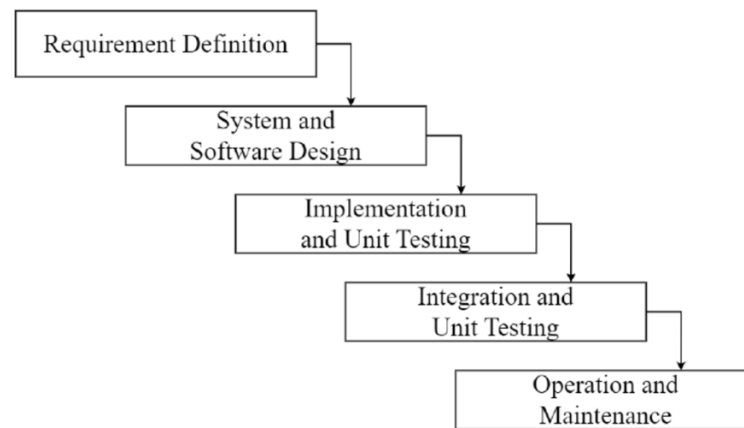 Requirement Definition
System and
Software Design
Implementation
and Unit Testing
Integration and
Unit Testing
Operation and
Maintenance